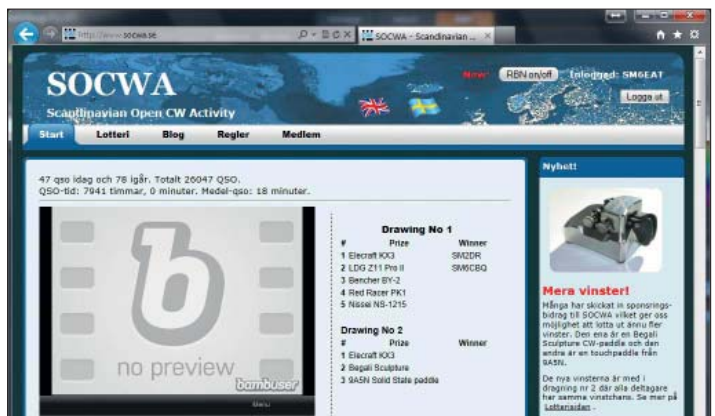 http://www.socwa.se
SOCWA - Scandinavian ...
SOCWA
Scandinavian Open CW Activity
New!
RBN on/off
Inlogged: SM6EAT
Logga ut
Start
Lotteri
Blog
Regler
Medlem
47 qso idag och 78 igår. Totalt 26047 QSO.
QSO-tid: 7941 timmar, 0 minuter. Medel-qso: 18 minuter.
b
no preview
bambuser
Menu
Drawing No 1
# Prize Winner
1 Elecraft KX3 SM2DR
2 LDG Z11 Pro II SM6CBQ
3 Bencher BY-2
4 Red Racer PK1
5 Nissei NS-1215
Drawing No 2
# Prize Winner
1 Elecraft KX3
2 Begali Sculpture
3 9A5N Solid State paddle
Nyhet!
Mera vinster!
Många har skickat in sponsrings-
bidrag till SOCWA vilket ger oss
möjlighet att lotta ut ännu fler
vinster. Den ena är en Begali
Sculpture CW-paddle och den
andra är en touchpaddle från
9A5N.
De nya vinsterna är med i
dragning nr 2 där alla deltagare
har samma vinstchans. Se mer på
Lotterisidan .